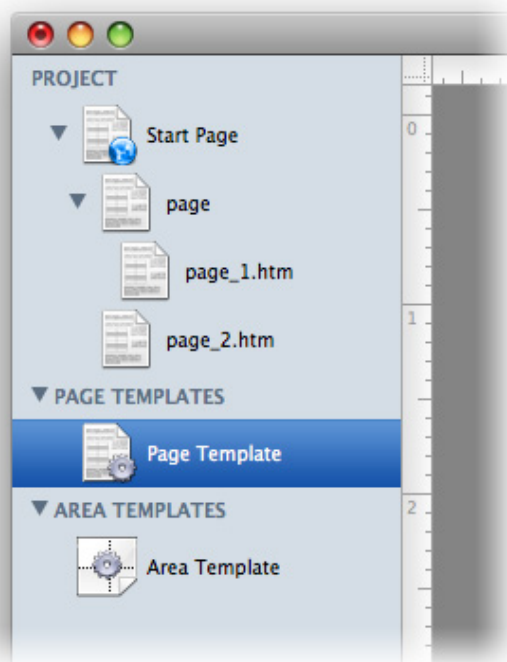 PROJECT
Start Page
page
page_1.htm
page_2.htm
PAGE TEMPLATES
Page Template
AREA TEMPLATES
Area Template
0
1
2